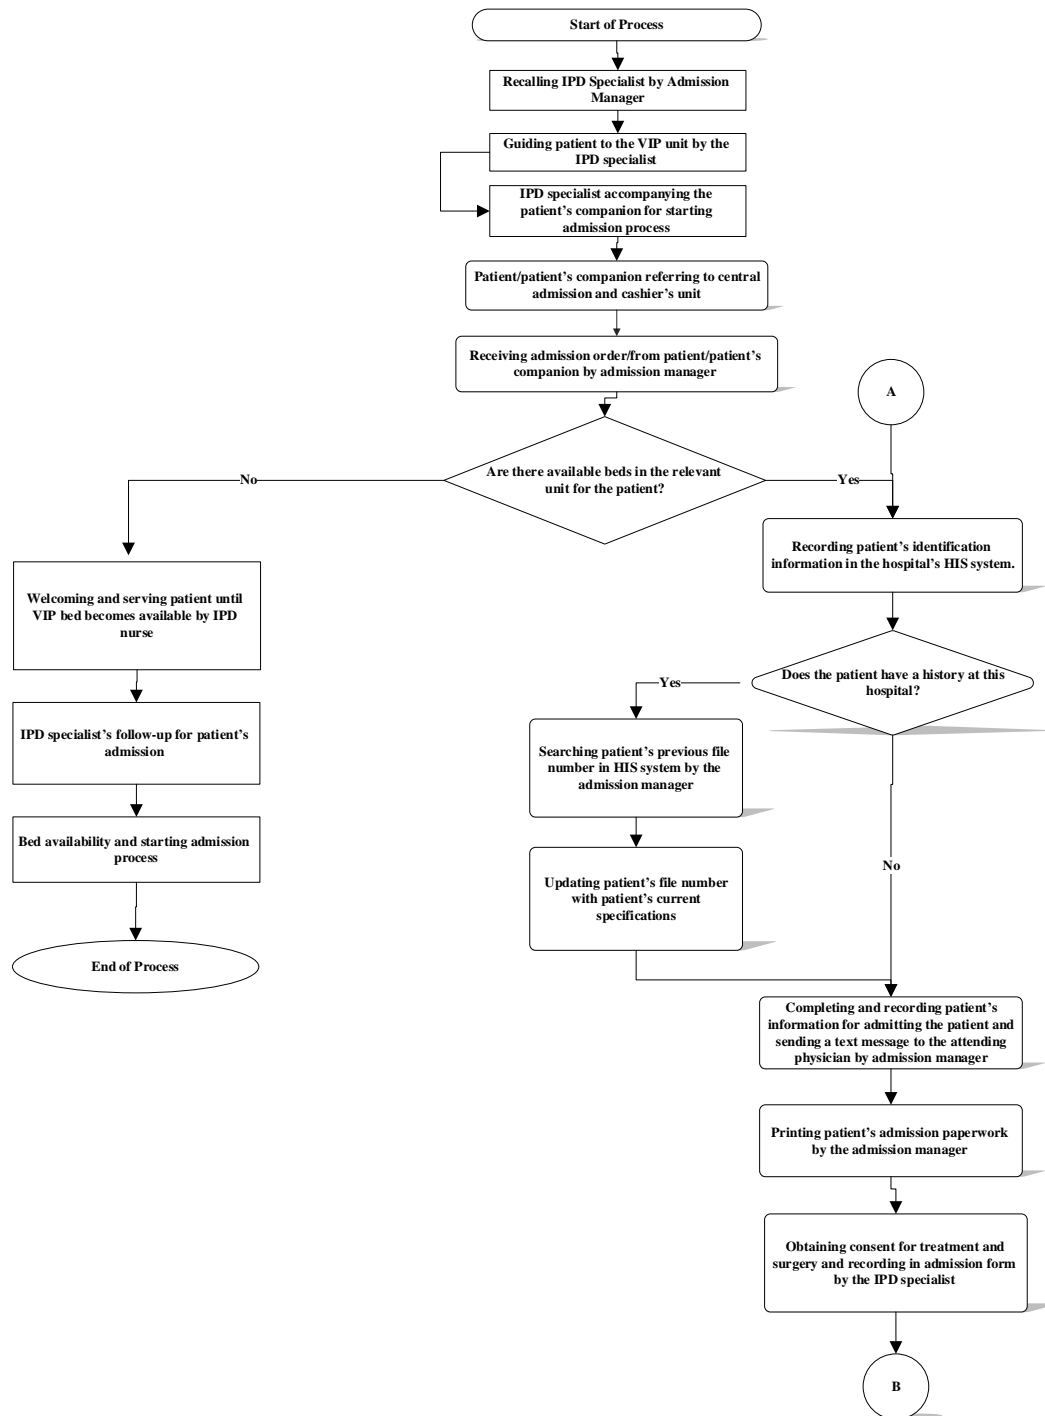 Start of Process
Recalling IPD Specialist by Admission
Manager
Guiding patient to the VIP unit by the
IPD specialist
IPD specialist accompanying the
patient's companion for starting
admission process
Patient/patient's companion referring to central
admission and cashier's unit
Receiving admission order/from patient/patient's
companion by admission manager
A
Are there available beds in the relevant
unit for the patient?
No
Yes
Welcoming and serving patient until
VIP bed becomes available by IPD
nurse
IPD specialist's follow-up for patient's
admission
Bed availability and starting admission
process
End of Process
Recording patient's identification
information in the hospital's HIS system.
Does the patient have a history at this
hospital?
Yes
Searching patient's previous file
number in HIS system by the
admission manager
Updating patient's file number
with patient's current
specifications
No
Completing and recording patient's
information for admitting the patient and
sending a text message to the attending
physician by admission manager
Printing patient's admission paperwork
by the admission manager
Obtaining consent for treatment and
surgery and recording in admission form
by the IPD specialist
B